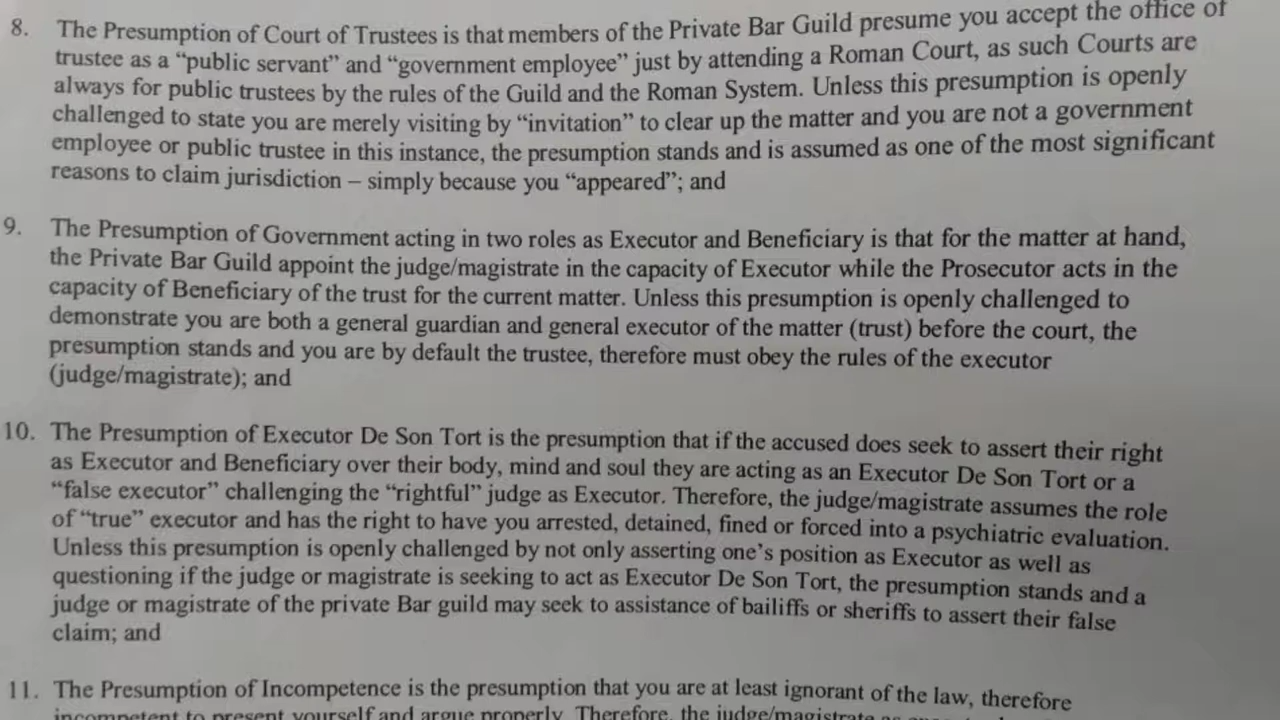 8. The Presumption of Court of Trustees is that members of the Private Bar Guild presume you accept the office of
trustee as a “public servant” and “government employee” just by attending a Roman Court, as such Courts are
always for public trustees by the rules of the Guild and the Roman System. Unless this presumption is openly
challenged to state you are merely visiting by “invitation” to clear up the matter and you are not a government
employee or public trustee in this instance, the presumption stands and is assumed as one of the most significant
reasons to claim jurisdiction – simply because you “appeared”; and
9. The Presumption of Government acting in two roles as Executor and Beneficiary is that for the matter at hand,
the Private Bar Guild appoint the judge/magistrate in the capacity of Executor while the Prosecutor acts in the
capacity of Beneficiary of the trust for the current matter. Unless this presumption is openly challenged to
demonstrate you are both a general guardian and general executor of the matter (trust) before the court, the
presumption stands and you are by default the trustee, therefore must obey the rules of the executor
(judge/magistrate); and
10. The Presumption of Executor De Son Tort is the presumption that if the accused does seek to assert their right
as Executor and Beneficiary over their body, mind and soul they are acting as an Executor De Son Tort or a
“false executor” challenging the “rightful” judge as Executor. Therefore, the judge/magistrate assumes the role
of “true” executor and has the right to have you arrested, detained, fined or forced into a psychiatric evaluation.
Unless this presumption is openly challenged by not only asserting one’s position as Executor as well as
questioning if the judge or magistrate is seeking to act as Executor De Son Tort, the presumption stands and a
judge or magistrate of the private Bar guild may seek to assistance of bailiffs or sheriffs to assert their false
claim; and
11. The Presumption of Incompetence is the presumption that you are at least ignorant of the law, therefore
incompetent to present yourself and argue properly. Therefore, the judge/magistrate as